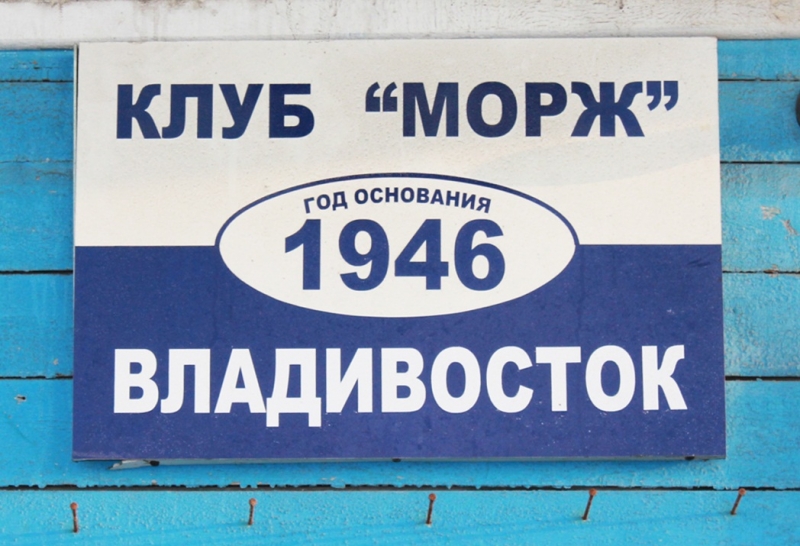 КЛУБ “МОРЖ”
ГОД ОСНОВАНИЯ
1946
ВЛАДИВОСТОК